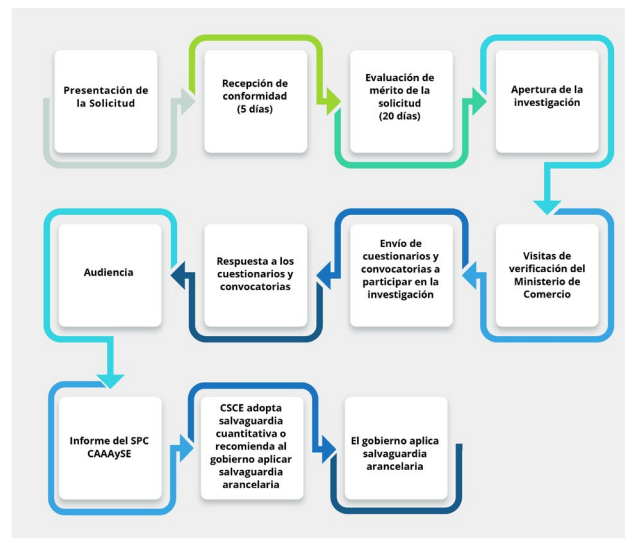 Presentación de
la Solicitud
Recepción de
conformidad
(5 días)
Evaluación de
mérito de la
solicitud
(20 días)
Apertura de la
investigación
Visitas de
verificación del
Ministerio de
Comercio
Envío de
cuestionarios y
convocatorias a
participar en la
investigación
Respuesta a los
cuestionarios y
convocatorias
Audiencia
Informe del SPC
CAAAySE
CSCE adopta
salvaguardia
cuantitativa o
recomienda al
gobierno aplicar
salvaguardia
arancelaria
El gobierno aplica
salvaguardia
arancelaria